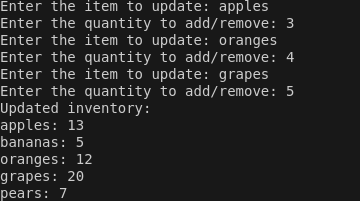 Enter the item to update: apples
Enter the quantity to add/remove: 3
Enter the item to update: oranges
Enter the quantity to add/remove: 4
Enter the item to update: grapes
Enter the quantity to add/remove: 5
Updated inventory:
apples: 13
bananas: 5
oranges: 12
grapes: 20
pears: 7